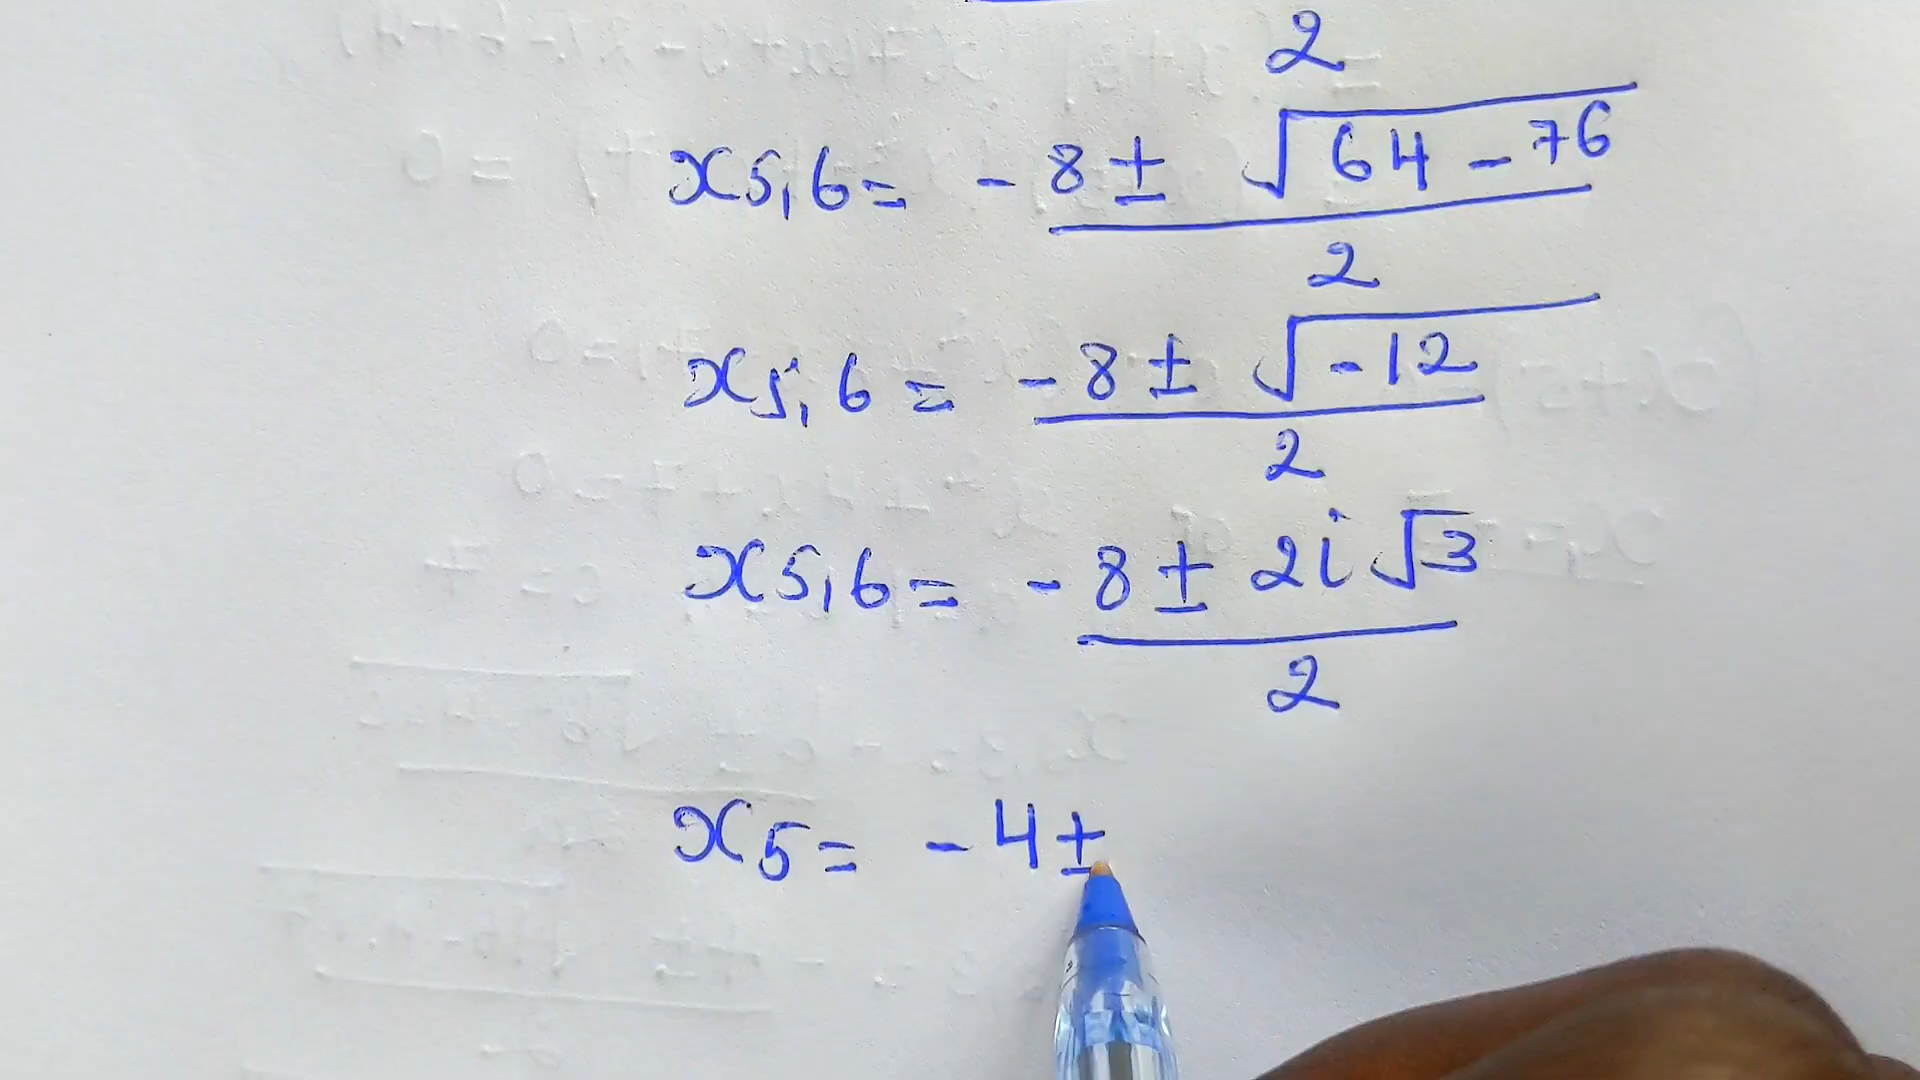 2
x5,6 = - 8 ± √64 - 76
2
x5,6 = - 8 ± √-12
2
x5,6 = - 8 ± 2i√3
2
x5 = - 4 ±